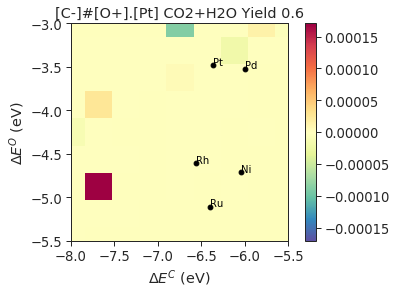 [C-]#[O+].[Pt] CO2+H2O Yield 0.6
−3.0
−3.5
−4.0
−4.5
−5.0
−5.5
ΔE^O (eV)
Pt
Pd
Rh
Ni
Ru
−8.0 −7.5 −7.0 −6.5 −6.0 −5.5
ΔE^C (eV)
0.00015
0.00010
0.00005
0.00000
−0.00005
−0.00010
−0.00015